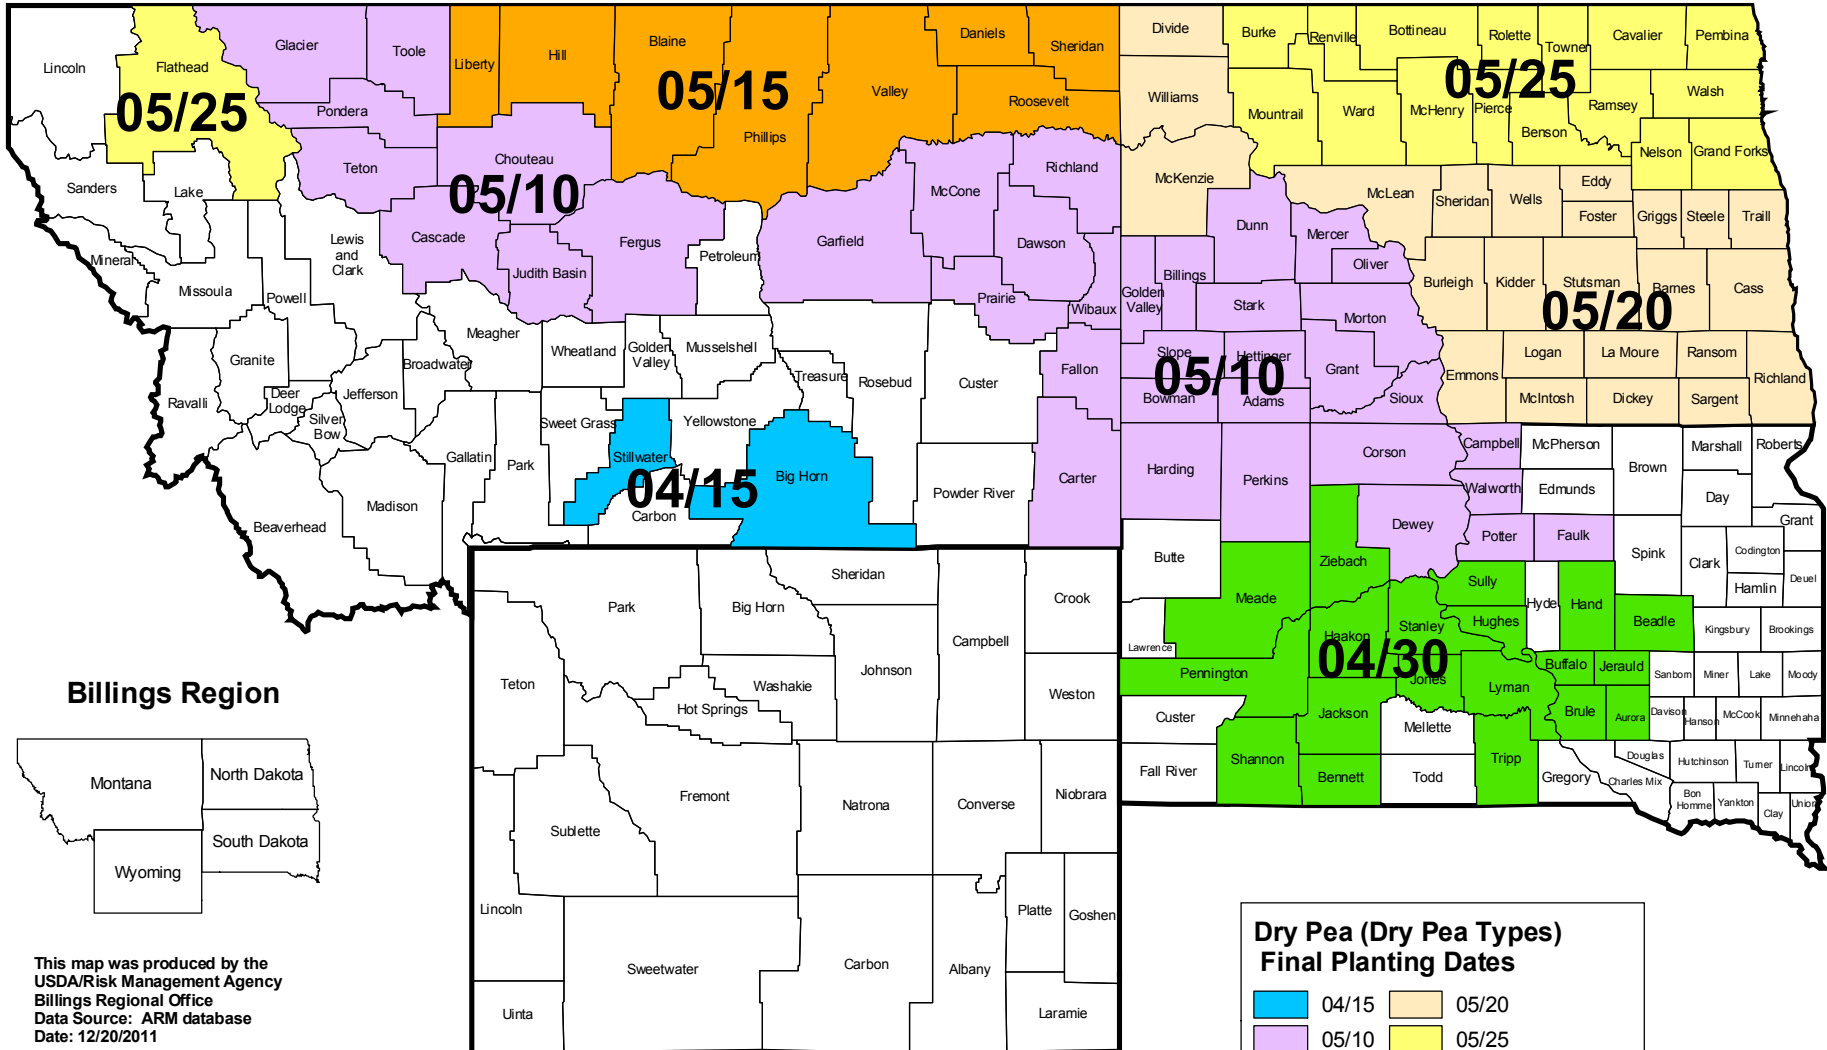 Lincoln
Flathead
05/25
Glacier
Toole
Pondera
Teton
Liberty
Hill
Blaine
05/15
Phillips
Valley
Daniels
Sheridan
Roosevelt
Chouteau
05/10
Cascade
Judith Basin
Fergus
Petroleum
Garfield
McCone
Richland
Dawson
Prairie
Wibaux
Fallon
Carter
Sanders
Lake
Mineral
Missoula
Powell
Lewis
and
Clark
Granite
Ravalli
Deer
Lodge
Silver
Bow
Jefferson
Broadwater
Meagher
Wheatland
Golden
Valley
Musselshell
Treasure
Rosebud
Custer
Powder River
Beaverhead
Madison
Gallatin
Park
Sweet Grass
Stillwater
04/15
Carbon
Yellowstone
Big Horn
Divide
Williams
McKenzie
Burke
Renville
Bottineau
Rolette
Towner
Cavalier
Pembina
05/25
Mountrail
Ward
McHenry
Pierce
Benson
Ramsey
Walsh
Nelson
Grand Forks
McLean
Sheridan
Wells
Eddy
Foster
Griggs
Steele
Traill
Dunn
Mercer
Oliver
Billings
Golden
Valley
Stark
Morton
Burleigh
Kidder
Stutsman
Barnes
Cass
05/20
Slope
Hettinger
05/10
Bowman
Adams
Grant
Sioux
Emmons
Logan
La Moure
Ransom
Richland
McIntosh
Dickey
Sargent
Harding
Perkins
Corson
Campbell
McPherson
Brown
Marshall
Roberts
Walworth
Edmunds
Day
Dewey
Potter
Faulk
Spink
Grant
Clark
Codington
Hamlin
Deuel
Butte
Ziebach
Meade
Sully
Hyde
Hand
Beadle
Kingsbury
Brookings
Lawrence
Haakon
Stanley
Hughes
04/30
Pennington
Jones
Lyman
Buffalo
Jerauld
Sanborn
Miner
Lake
Moody
Custer
Jackson
Mellette
Brule
Aurora
Davison
Hanson
McCook
Minnehaha
Fall River
Shannon
Bennett
Todd
Tripp
Gregory
Douglas
Charles Mix
Hutchinson
Turner
Lincoln
Bon
Homme
Yankton
Clay
Union
Park
Big Horn
Sheridan
Johnson
Campbell
Crook
Weston
Teton
Hot Springs
Washakie
Fremont
Sublette
Natrona
Converse
Niobrara
Lincoln
Uinta
Sweetwater
Carbon
Albany
Platte
Goshen
Laramie
Billings Region
Montana
North Dakota
South Dakota
Wyoming
This map was produced by the
USDA/Risk Management Agency
Billings Regional Office
Data Source: ARM database
Date: 12/20/2011
Dry Pea (Dry Pea Types)
Final Planting Dates
04/15 05/20
05/10 05/25